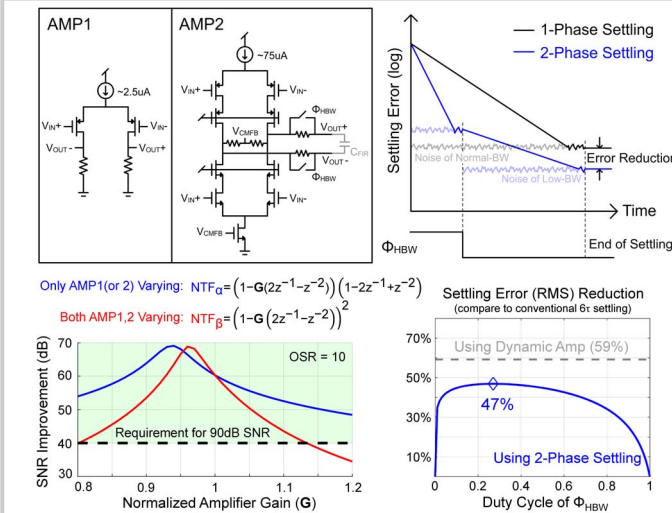 AMP1
~2.5uA
VIN+
VIN-
VOUT-
VOUT+
AMP2
~75uA
VIN+
VIN-
ΦHBW
VCMFB
VOUT+
CFIR
VOUT-
ΦHBW
VIN+
VIN-
VCMFB
Settling Error (log)
1-Phase Settling
2-Phase Settling
Noise of Normal-BW
Error Reduction
Noise of Low-BW
Time
ΦHBW
End of Settling
Only AMP1(or 2) Varying: NTFα=(1-G(2z⁻¹-z⁻²))(1-2z⁻¹+z⁻²)
Both AMP1,2 Varying: NTFβ=(1-G(2z⁻¹-z⁻²))²
SNR Improvement (dB)
70
60
50
40
30
OSR = 10
Requirement for 90dB SNR
0.8 0.9 1 1.1 1.2
Normalized Amplifier Gain (G)
Settling Error (RMS) Reduction
(compare to conventional 6τ settling)
70%
50%
30%
10%
Using Dynamic Amp (59%)
47%
Using 2-Phase Settling
0 0.2 0.4 0.6 0.8 1
Duty Cycle of ΦHBW